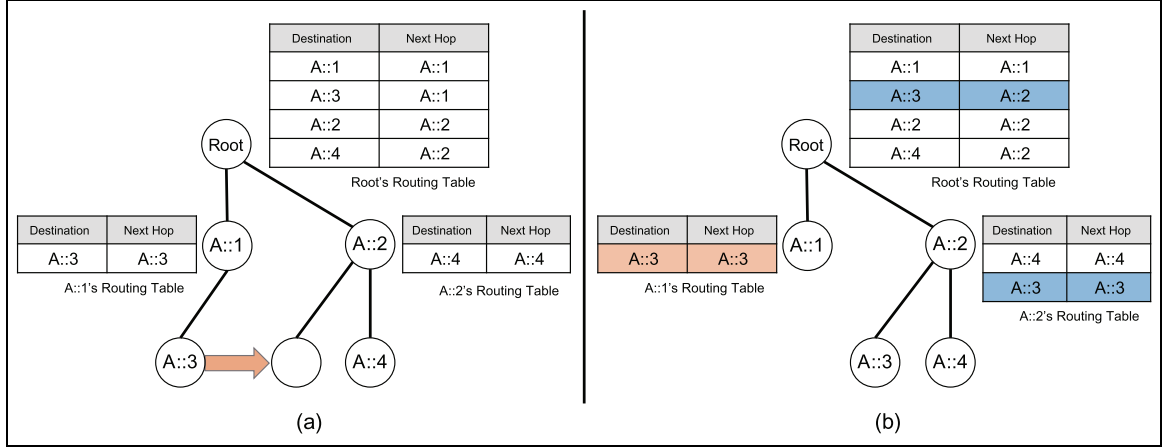 Destination Next Hop
A::1 A::1
A::3 A::1
A::2 A::2
A::4 A::2
Root's Routing Table
Root
Destination Next Hop
A::3 A::3
A::1's Routing Table
A::1
A::2
Destination Next Hop
A::4 A::4
A::2's Routing Table
A::3
A::4
(a)
Destination Next Hop
A::1 A::1
A::3 A::2
A::2 A::2
A::4 A::2
Root's Routing Table
Root
Destination Next Hop
A::3 A::3
A::1's Routing Table
A::1
A::2
Destination Next Hop
A::4 A::4
A::3 A::3
A::2's Routing Table
A::3
A::4
(b)